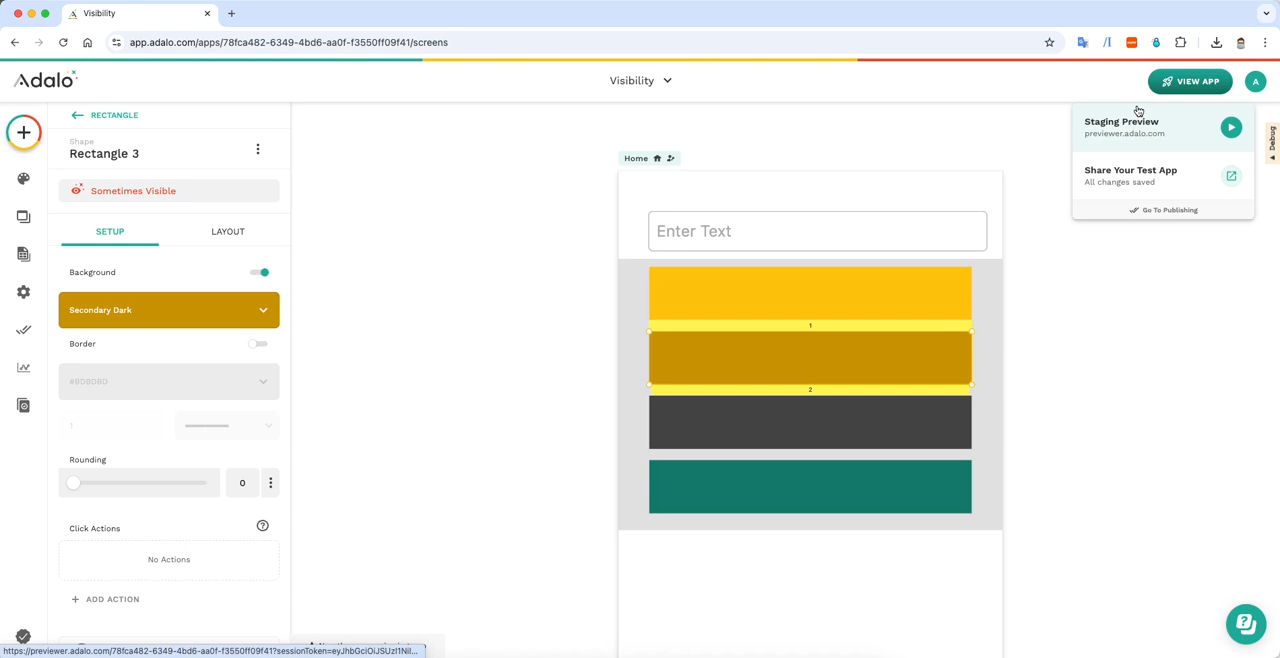 Visibility
app.adalo.com/apps/78fca482-6349-4bd6-aa0f-f3550ff09f41/screens
Adalo
Visibility
VIEW APP
A
RECTANGLE
Shape
Rectangle 3
Sometimes Visible
SETUP LAYOUT
Background
Secondary Dark
Border
#BDBDBD
1
Rounding
0
Click Actions
No Actions
ADD ACTION
Home
Enter Text
1
2
Staging Preview
previewer.adalo.com
Share Your Test App
All changes saved
Go To Publishing
Debug
https://previewer.adalo.com/78fca482-6349-4bd6-aa0f-f3550ff09f41?sessionToken=eyJhbGciOiJSUzI1NiI...